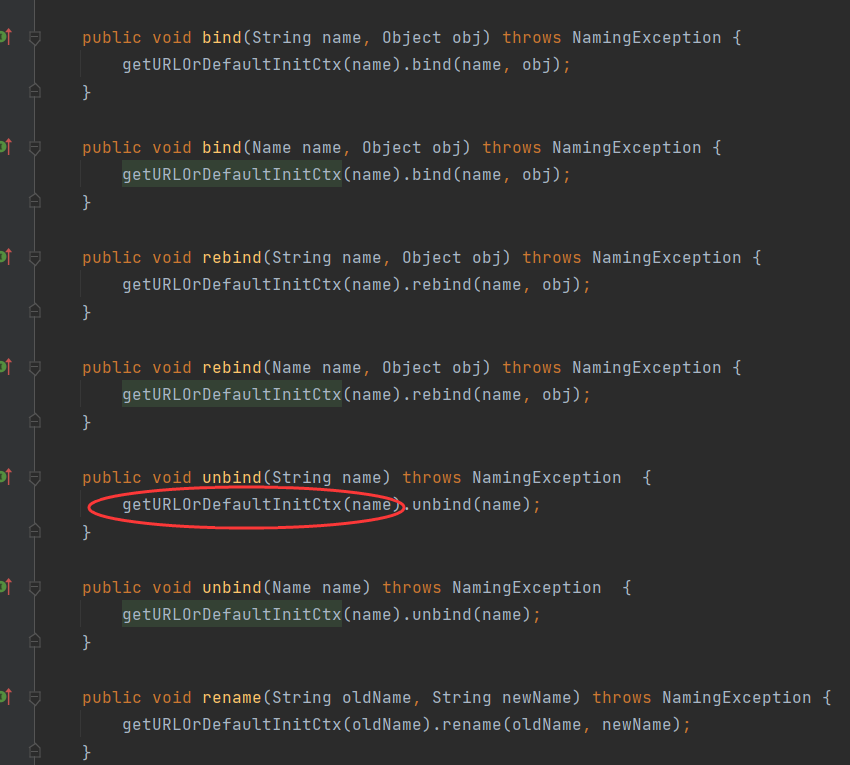 public void bind(String name, Object obj) throws NamingException {
getURLOrDefaultInitCtx(name).bind(name, obj);
}
public void bind(Name name, Object obj) throws NamingException {
getURLOrDefaultInitCtx(name).bind(name, obj);
}
public void rebind(String name, Object obj) throws NamingException {
getURLOrDefaultInitCtx(name).rebind(name, obj);
}
public void rebind(Name name, Object obj) throws NamingException {
getURLOrDefaultInitCtx(name).rebind(name, obj);
}
public void unbind(String name) throws NamingException  {
getURLOrDefaultInitCtx(name).unbind(name);
}
public void unbind(Name name) throws NamingException  {
getURLOrDefaultInitCtx(name).unbind(name);
}
public void rename(String oldName, String newName) throws NamingException {
getURLOrDefaultInitCtx(oldName).rename(oldName, newName);
}